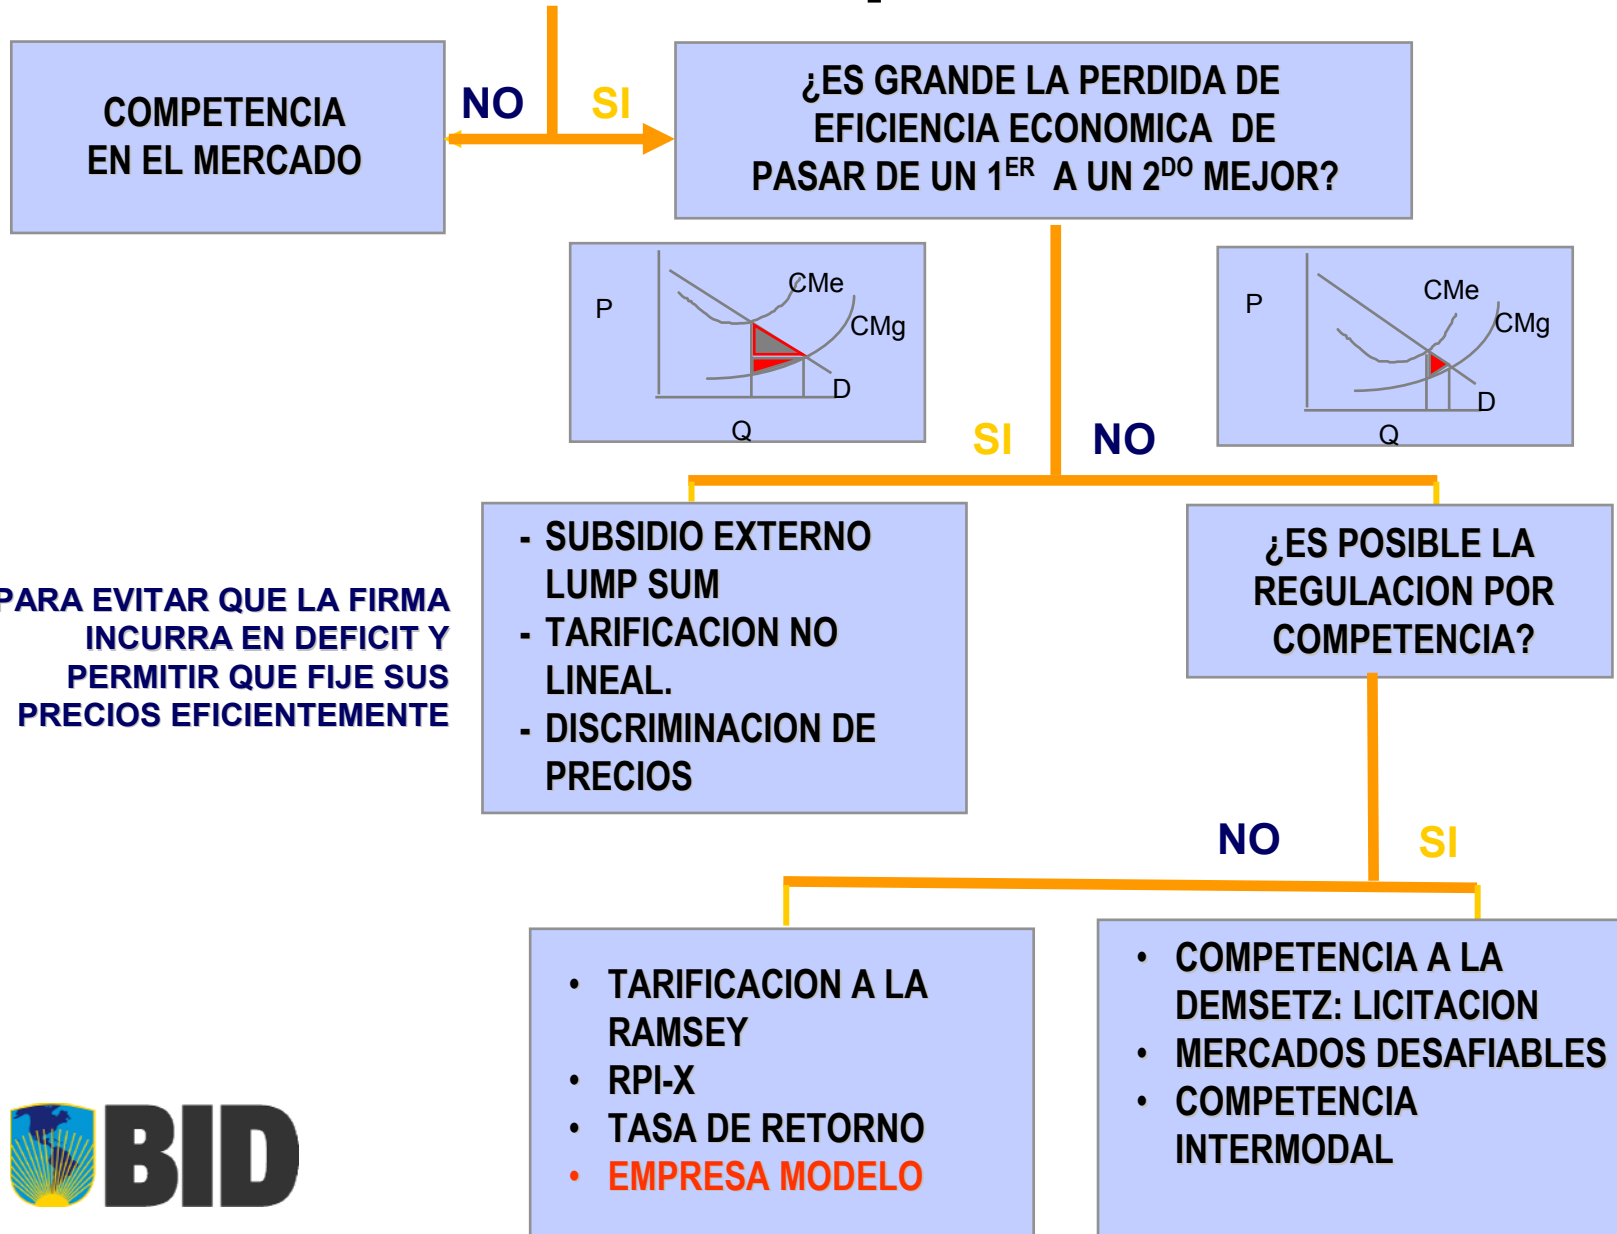 COMPETENCIA
EN EL MERCADO
NO
SI
¿ES GRANDE LA PERDIDA DE
EFICIENCIA ECONOMICA DE
PASAR DE UN 1ER A UN 2DO MEJOR?
P
CMe
CMg
D
Q
P
CMe
CMg
D
Q
SI
NO
PARA EVITAR QUE LA FIRMA
INCURRA EN DEFICIT Y
PERMITIR QUE FIJE SUS
PRECIOS EFICIENTEMENTE
- SUBSIDIO EXTERNO
LUMP SUM
- TARIFICACION NO
LINEAL.
- DISCRIMINACION DE
PRECIOS
¿ES POSIBLE LA
REGULACION POR
COMPETENCIA?
NO
SI
• TARIFICACION A LA
RAMSEY
• RPI-X
• TASA DE RETORNO
• EMPRESA MODELO
• COMPETENCIA A LA
DEMSETZ: LICITACION
• MERCADOS DESAFIABLES
• COMPETENCIA
INTERMODAL
BID